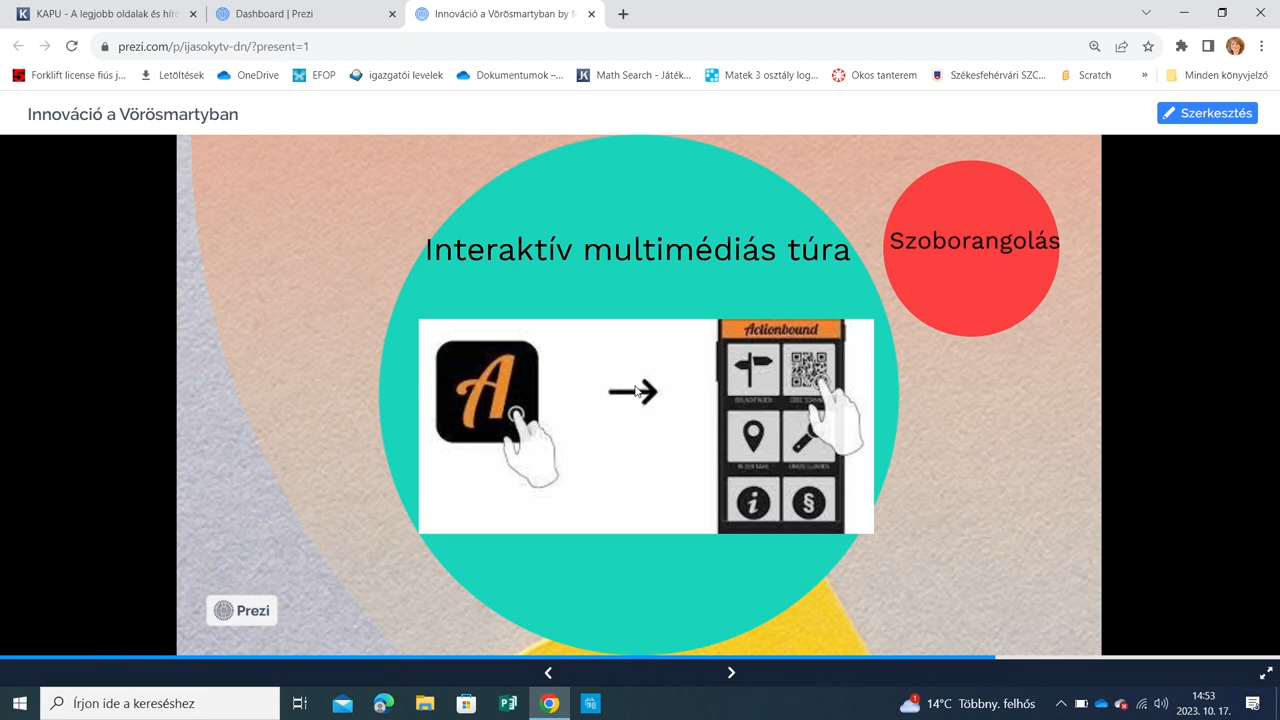 KAPU - A legjobb oldalak és híre
Dashboard | Prezi
Innováció a Vörösmartyban by M
prezi.com/p/ijasokytv-dn/?present=1
Forklift license fiús j...
Letöltések
OneDrive
EFOP
igazgatói levelek
Dokumentumok –...
Math Search - Játék...
Matek 3 osztály log...
Okos tanterem
Székesfehérvári SZC...
Scratch
»
Minden könyvjelző
Innováció a Vörösmartyban
Szerkesztés
Interaktív multimédiás túra
Szoborangolás
A
Actionbound
i
§
Prezi
Írjon ide a kereséshez
1
14°C Többny. felhős
14:53
2023. 10. 17.